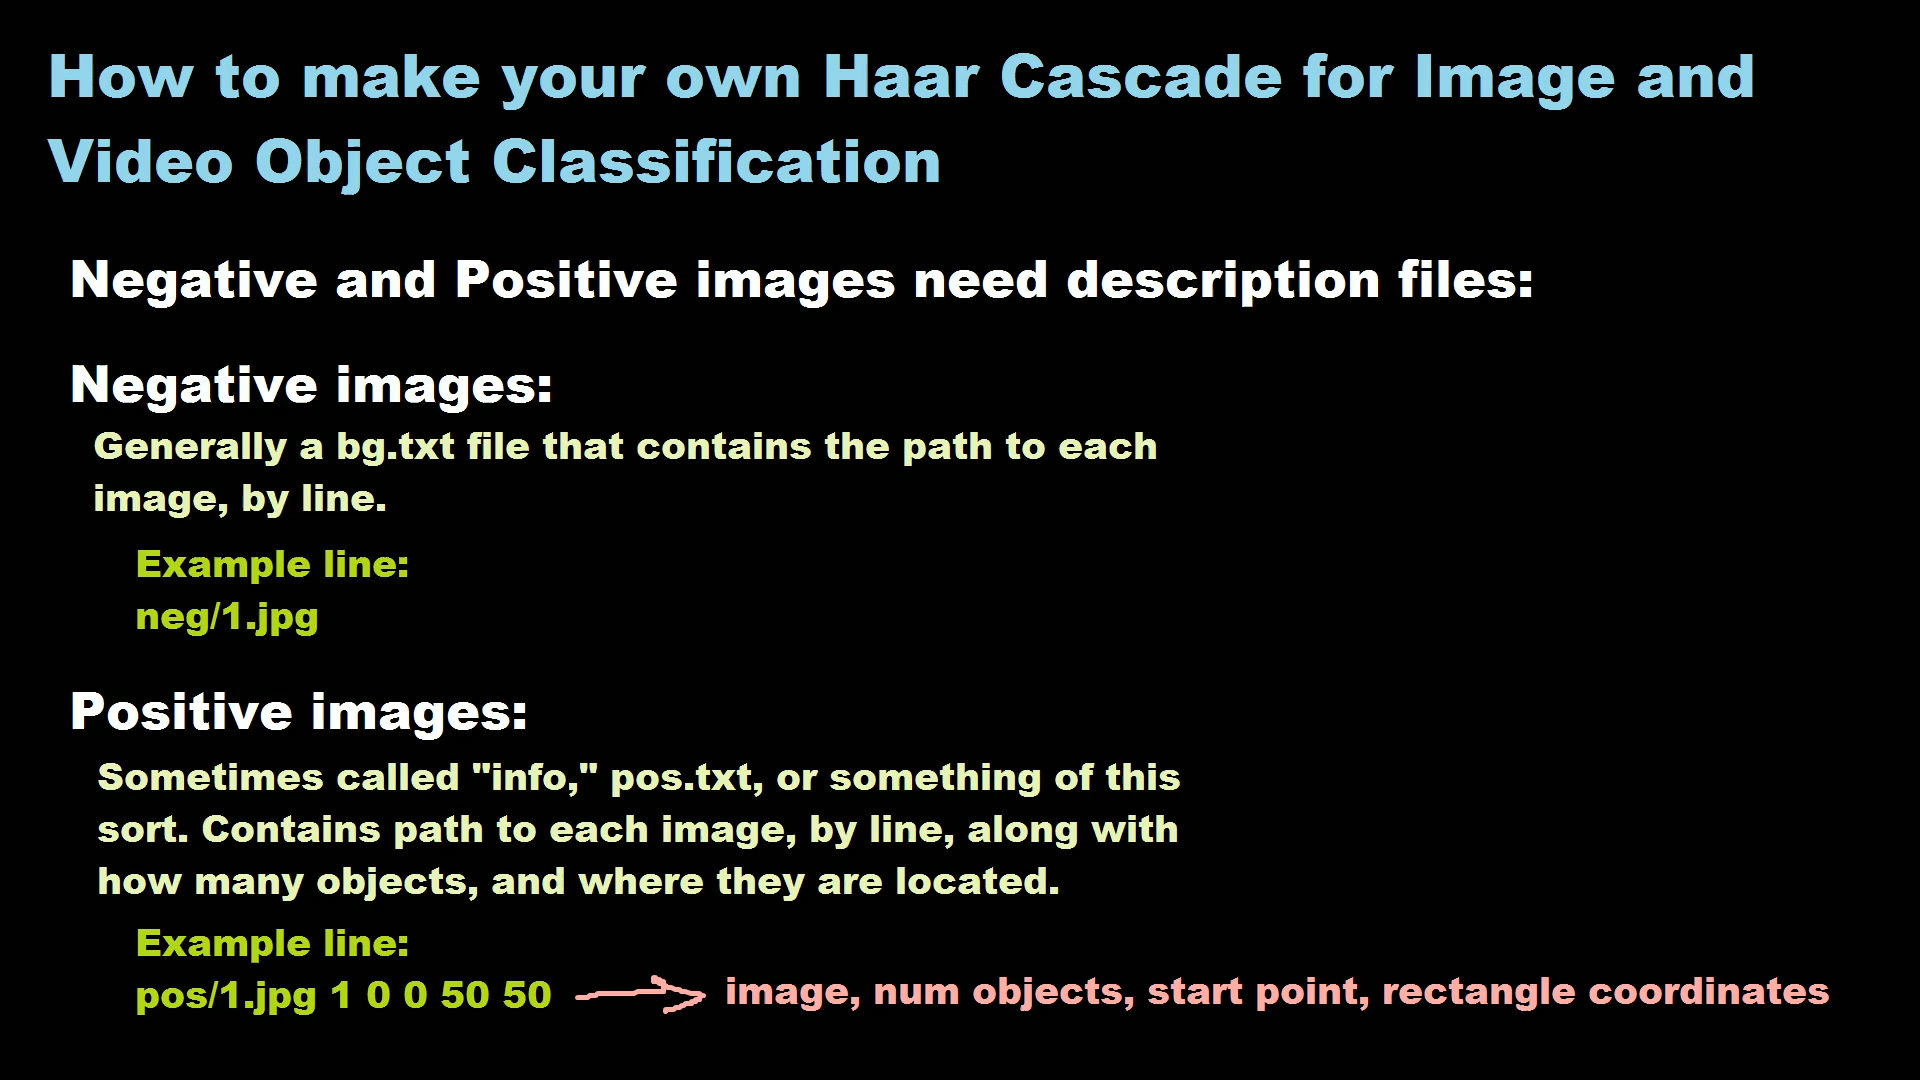 How to make your own Haar Cascade for Image and
Video Object Classification
Negative and Positive images need description files:
Negative images:
Generally a bg.txt file that contains the path to each
image, by line.
Example line:
neg/1.jpg
Positive images:
Sometimes called "info," pos.txt, or something of this
sort. Contains path to each image, by line, along with
how many objects, and where they are located.
Example line:
pos/1.jpg 1 0 0 50 50 image, num objects, start point, rectangle coordinates